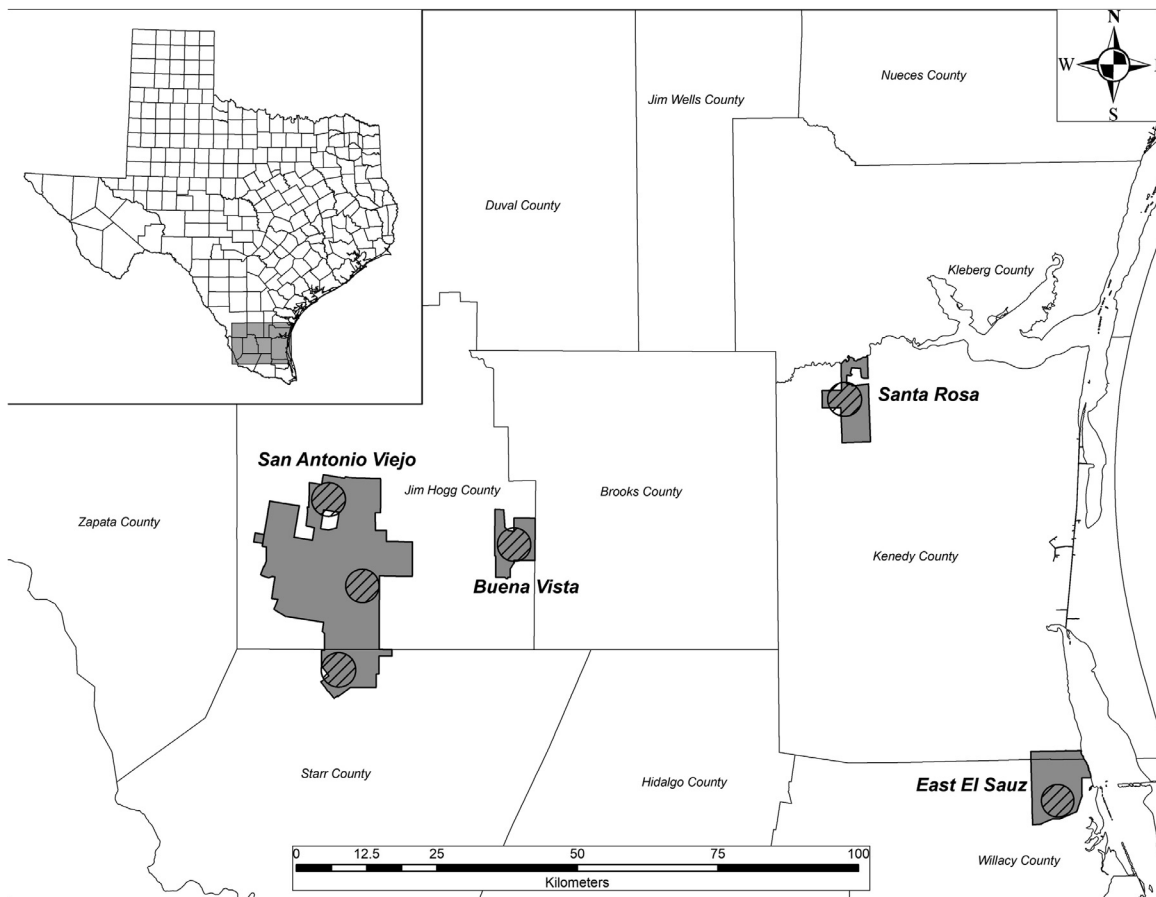 N
W
S
Nueces County
Jim Wells County
Duval County
Kleberg County
Santa Rosa
San Antonio Viejo
Jim Hogg County
Brooks County
Zapata County
Kenedy County
Buena Vista
Starr County
Hidalgo County
East El Sauz
Willacy County
0 12.5 25 50 75 100
Kilometers